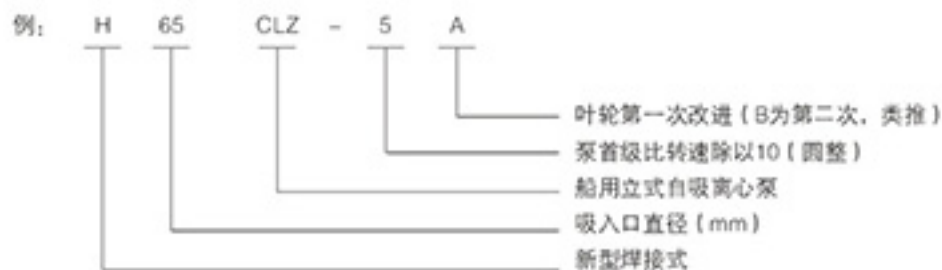 例: H 65 CLZ - 5 A
叶轮第一次改进(B为第二次，类推)
泵首级比转速除以10(圆整)
船用立式自吸离心泵
吸入口直径(mm)
新型焊接式